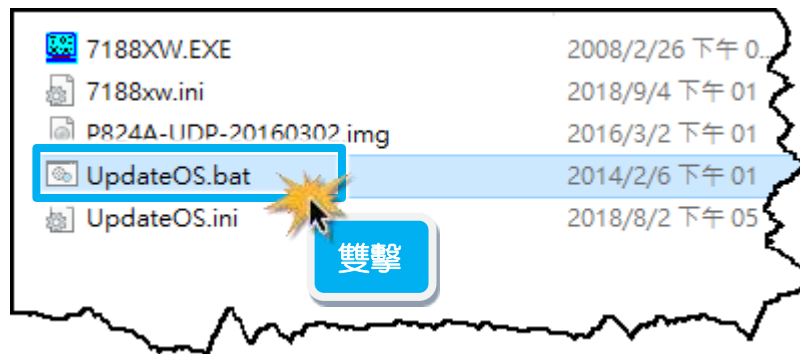 7188XW.EXE 2008/2/26 下午 0...
7188xw.ini 2018/9/4 下午 01
P824A-UDP-20160302.img 2016/3/2 下午 01
UpdateOS.bat 2014/2/6 下午 01
UpdateOS.ini 2018/8/2 下午 05
雙擊